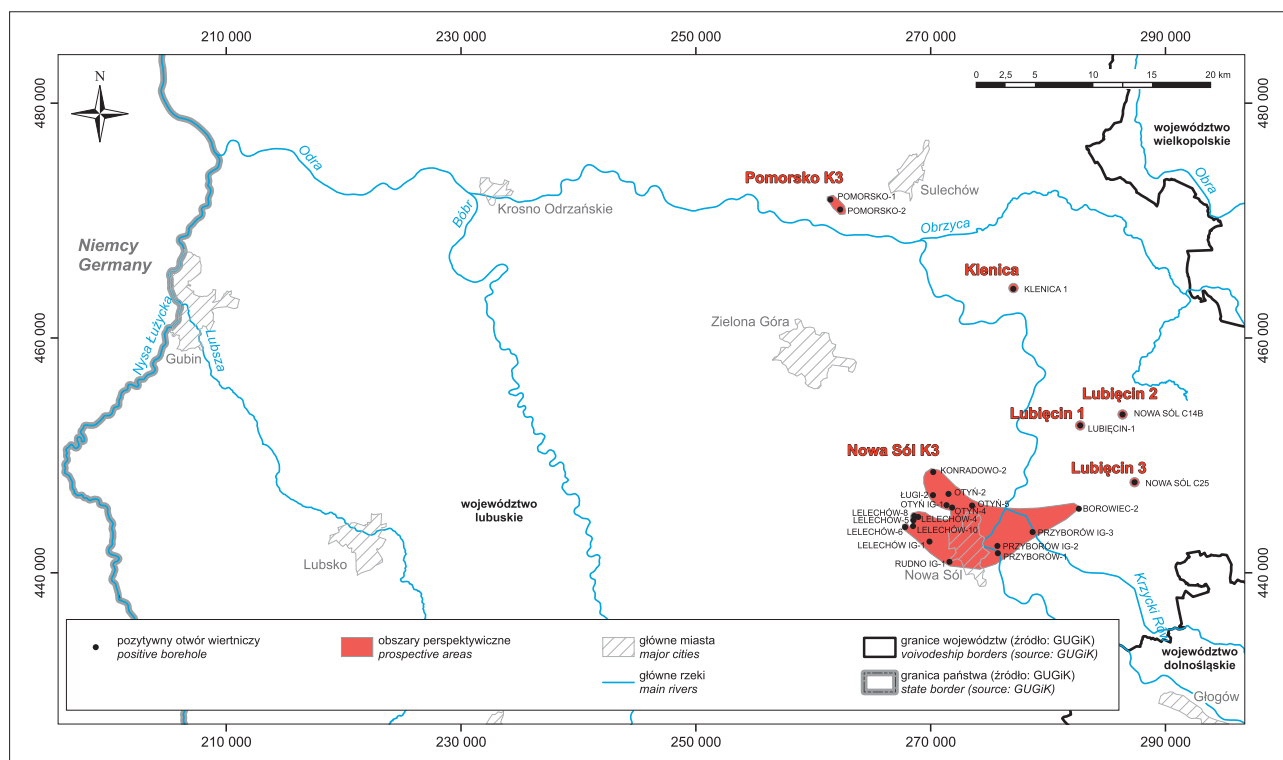 210 000
230 000
250 000
270 000
290 000
480 000
460 000
440 000
480 000
460 000
440 000
N
0
2,5
5
10
15
20 km
województwo
wielkopolskie
Obra
Odra
Pomorsko K3
POMORSKO-1
POMORSKO-2
Sulechów
Krosno Odrzańskie
Bóbr
Obrzyca
Niemcy
Germany
Klenica
KLENICA 1
Nysa Łużycka
Lubsza
Gubin
Zielona Góra
Lubięcin 2
NOWA SÓL C14B
Lubięcin 1
LUBIĘCIN-1
Nowa Sól K3
Lubięcin 3
NOWA SÓL C25
KONRADOWO-2
ŁUGI-2
OTYŃ-2
OTYŃ IG-1
OTYŃ-5
OTYŃ-4
BOROWIEC-2
LELECHÓW-8
LELECHÓW-4
LELECHÓW-5
LELECHÓW-10
LELECHÓW-6
LELECHÓW IG-1
PRZYBORÓW IG-3
PRZYBORÓW IG-2
PRZYBORÓW-1
RUDNO IG-1
Nowa Sól
województwo
lubuskie
Lubsko
Krzycki Rów
województwo
dolnośląskie
Głogów
pozytywny otwór wiertniczy
positive borehole
obszary perspektywiczne
prospective areas
główne miasta
major cities
główne rzeki
main rivers
granice województw (źródło: GUGiK)
voivodeship borders (source: GUGiK)
granica państwa (źródło: GUGiK)
state border (source: GUGiK)
210 000
230 000
250 000
270 000
290 000